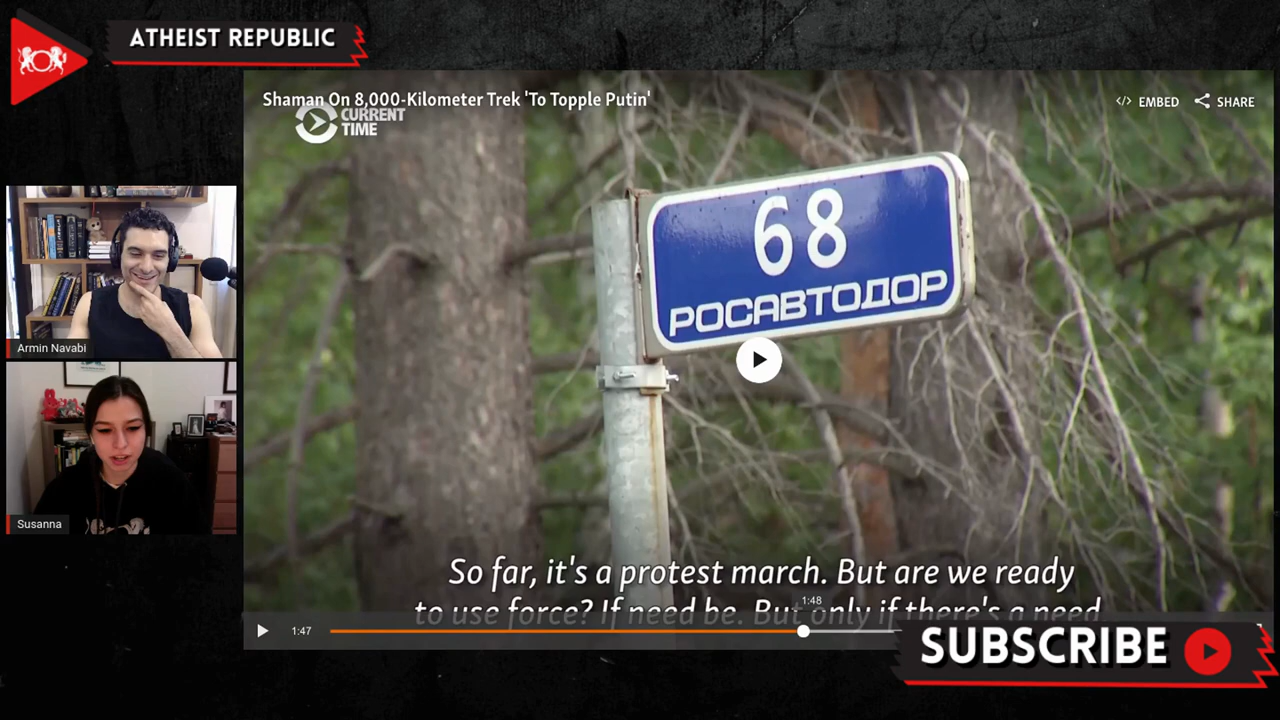 ATHEIST REPUBLIC
Shaman On 8,000-Kilometer Trek 'To Topple Putin'
EMBED
SHARE
CURRENT
TIME
68
РОСАВТОДОР
Armin Navabi
Susanna
So far, it's a protest march. But are we ready
to use force? If need be. But only if there's a need
1:48
1:47
SUBSCRIBE